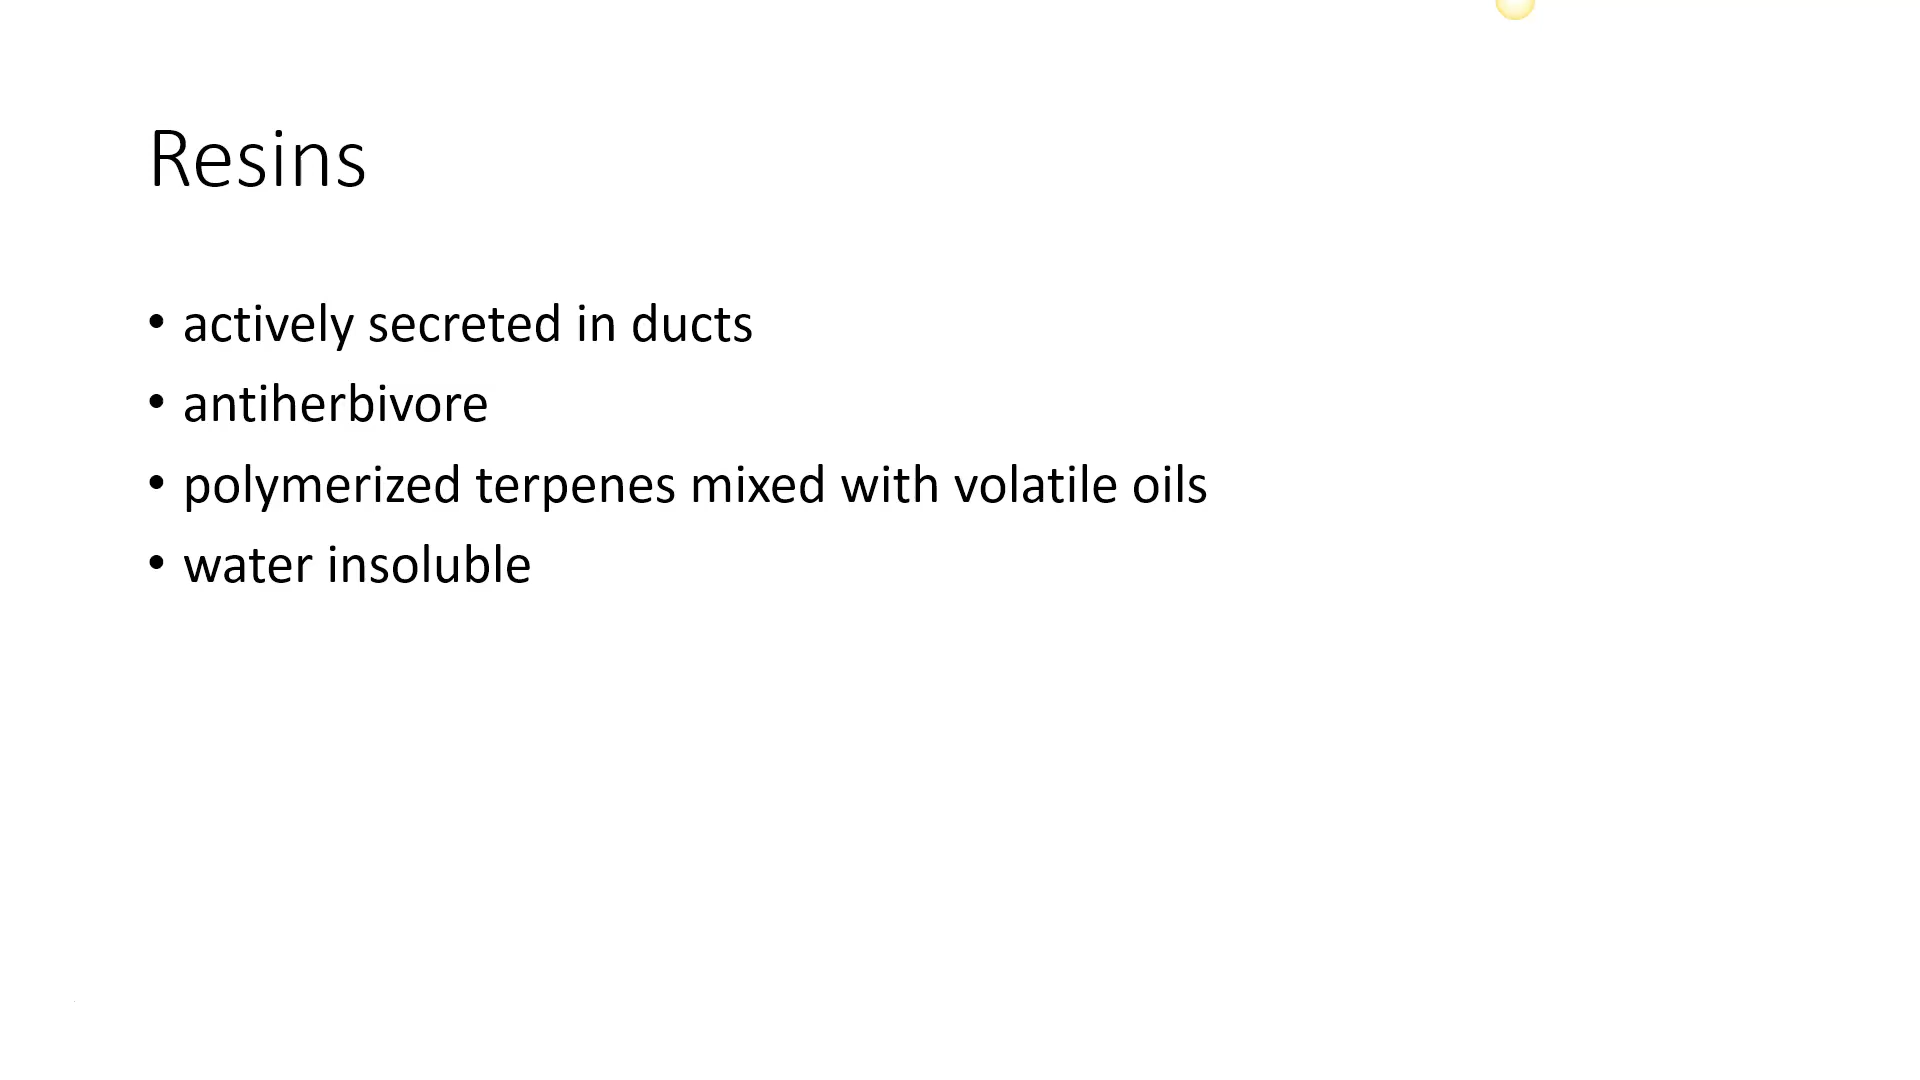 Resins
• actively secreted in ducts
• antiherbivore
• polymerized terpenes mixed with volatile oils
• water insoluble